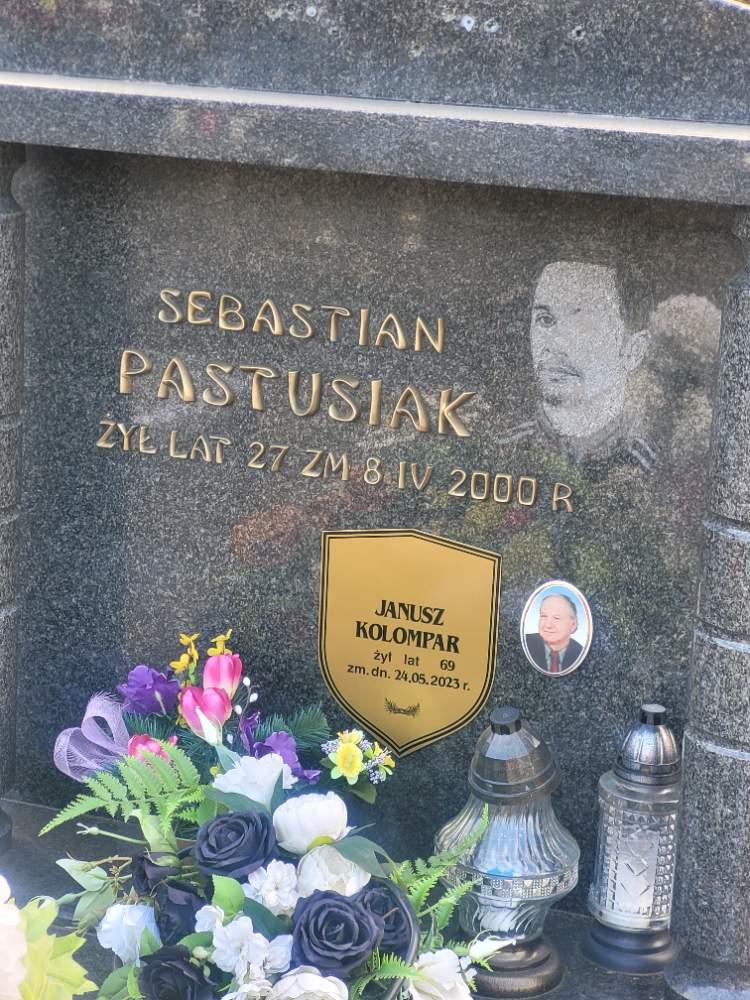 SEBASTIAN
PASTUSIAK
ŻYŁ LAT 27 ZM 8 IV 2000 R
JANUSZ
KOLOMPAR
żył lat 69
zm. dn. 24.05.2023 r.